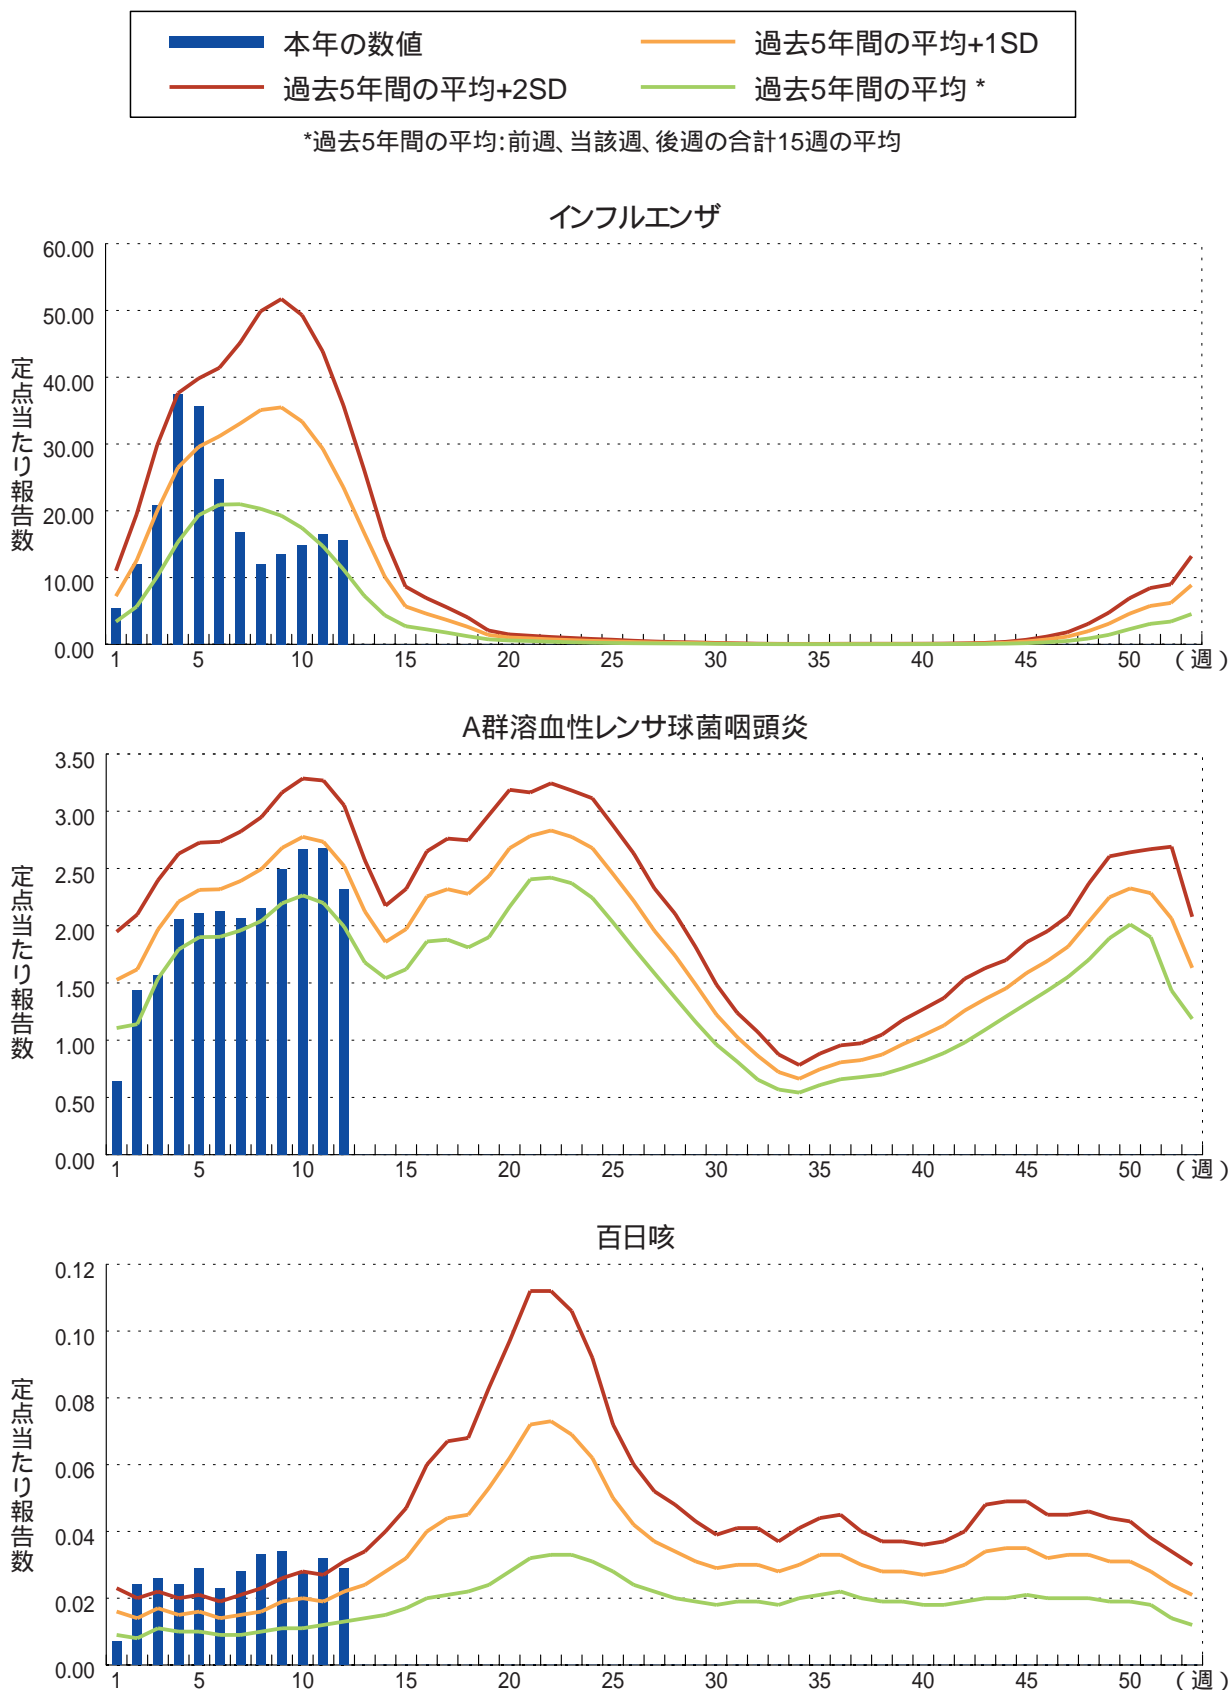 本年の数値
過去5年間の平均+1SD
過去5年間の平均+2SD
過去5年間の平均 *
*過去5年間の平均:前週、当該週、後週の合計15週の平均
インフルエンザ
定点当たり報告数
60.00
50.00
40.00
30.00
20.00
10.00
0.00
1 5 10 15 20 25 30 35 40 45 50 (週)
A群溶血性レンサ球菌咽頭炎
定点当たり報告数
3.50
3.00
2.50
2.00
1.50
1.00
0.50
0.00
1 5 10 15 20 25 30 35 40 45 50 (週)
百日咳
定点当たり報告数
0.12
0.10
0.08
0.06
0.04
0.02
0.00
1 5 10 15 20 25 30 35 40 45 50 (週)